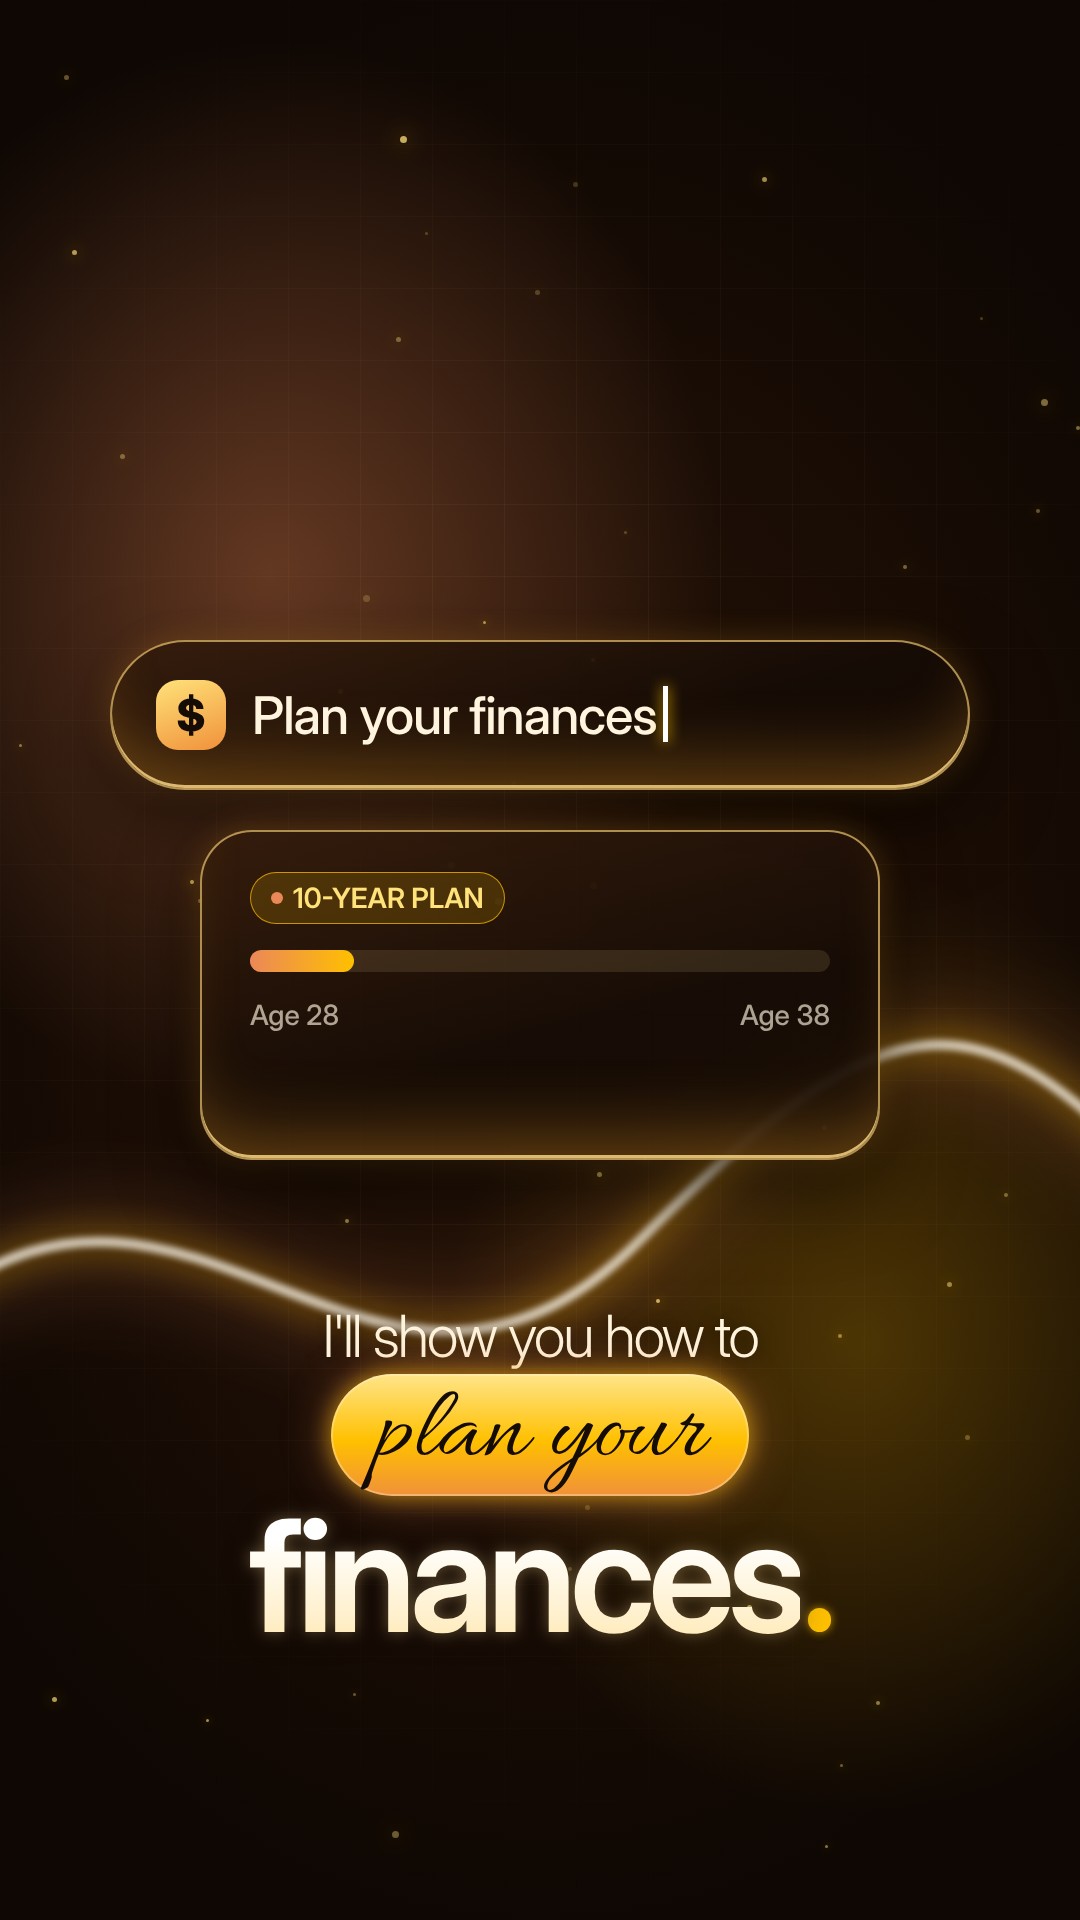 $ Plan your finances
10-YEAR PLAN
Age 28 Age 38
I'll show you how to
plan your
finances.